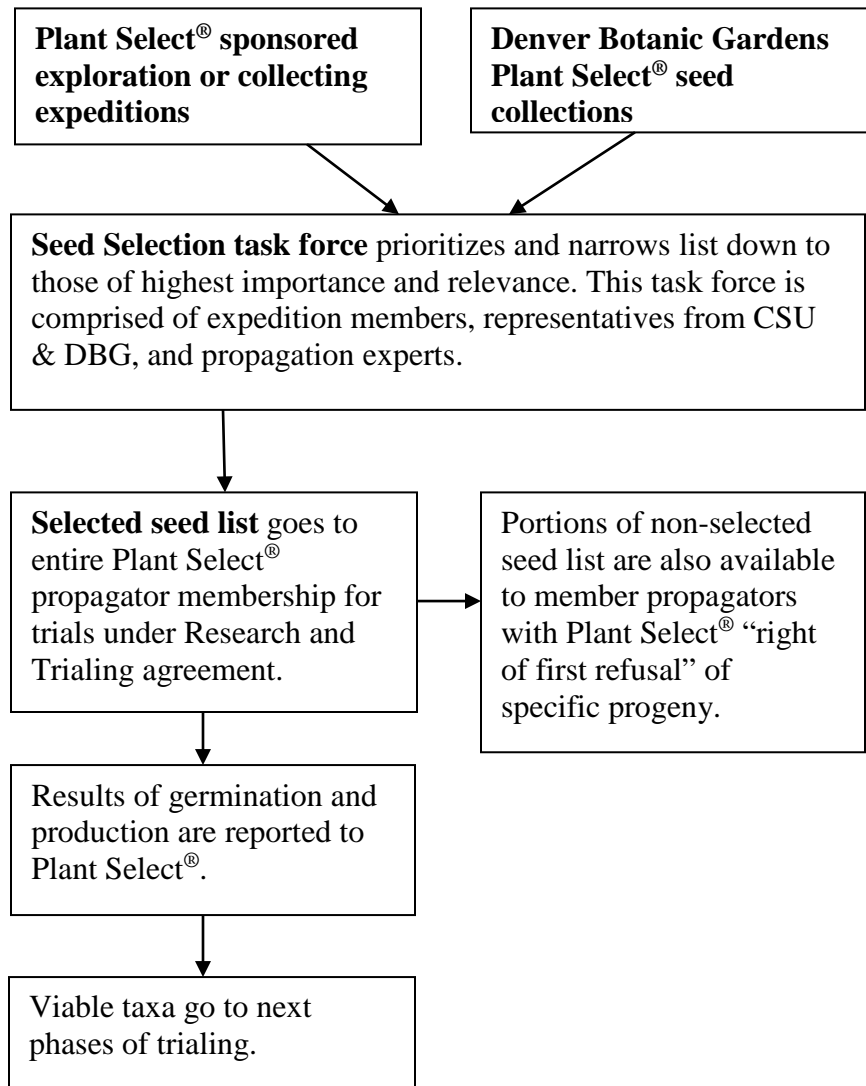 Plant Select® sponsored
exploration or collecting
expeditions
Denver Botanic Gardens
Plant Select® seed
collections
Seed Selection task force prioritizes and narrows list down to
those of highest importance and relevance. This task force is
comprised of expedition members, representatives from CSU
& DBG, and propagation experts.
Selected seed list goes to
entire Plant Select®
propagator membership for
trials under Research and
Trialing agreement.
Portions of non-selected
seed list are also available
to member propagators
with Plant Select® “right
of first refusal” of
specific progeny.
Results of germination and
production are reported to
Plant Select®.
Viable taxa go to next
phases of trialing.